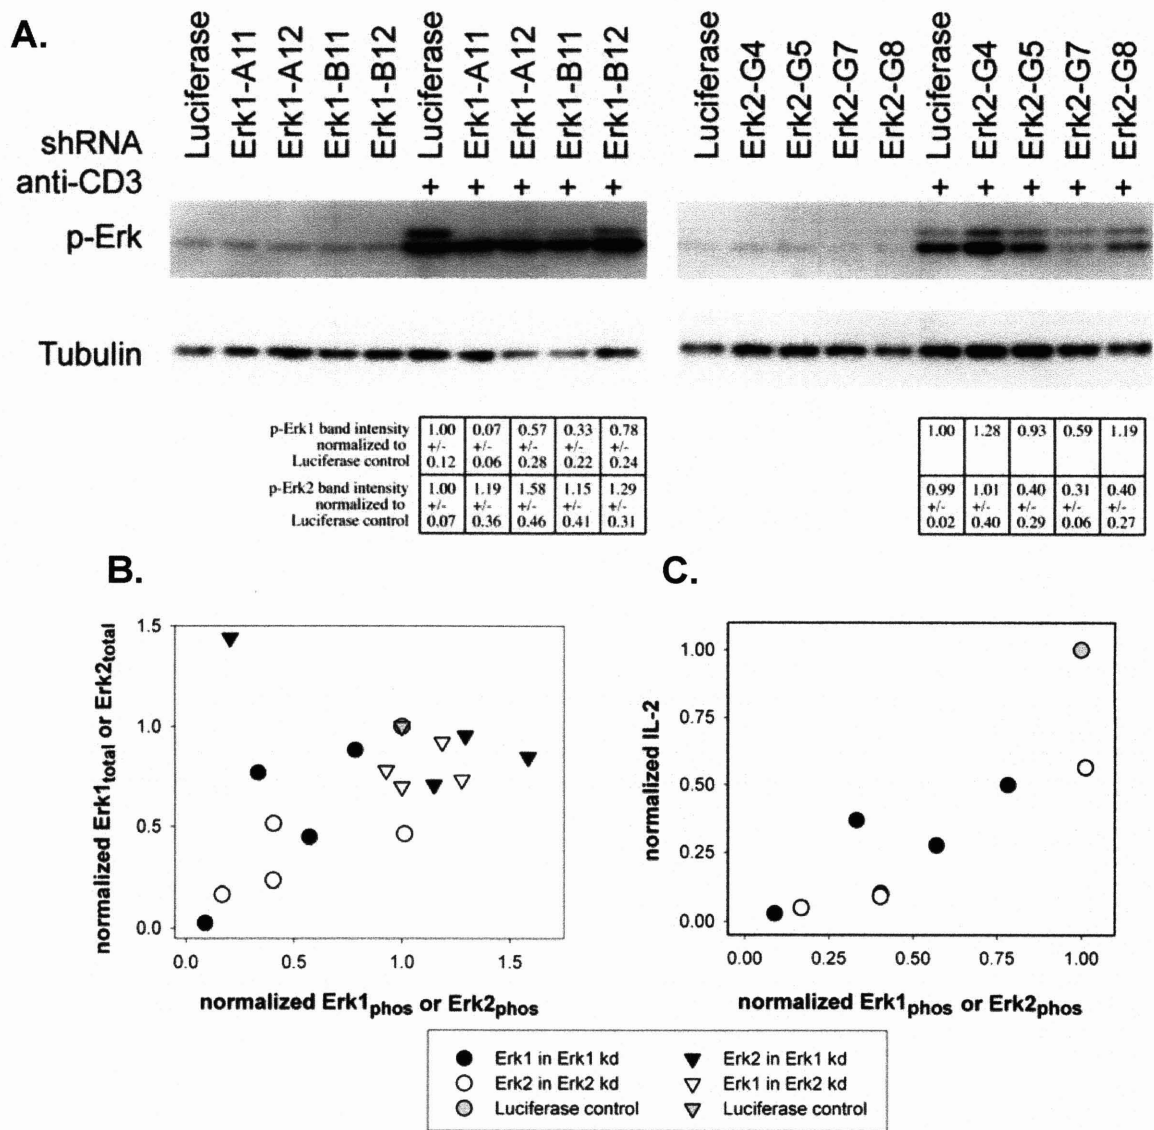 A.
shRNA
Luciferase
Erk1-A11
Erk1-A12
Erk1-B11
Erk1-B12
Luciferase
Erk1-A11
Erk1-A12
Erk1-B11
Erk1-B12
Luciferase
Erk2-G4
Erk2-G5
Erk2-G7
Erk2-G8
Luciferase
Erk2-G4
Erk2-G5
Erk2-G7
Erk2-G8
anti-CD3 + + + + + + + + + +
p-Erk
Tubulin
p-Erk1 band intensity normalized to Luciferase control
1.00 +/- 0.12
0.07 +/- 0.06
0.57 +/- 0.28
0.33 +/- 0.22
0.78 +/- 0.24
1.00 1.28 0.93 0.59 1.19
p-Erk2 band intensity normalized to Luciferase control
1.00 +/- 0.07
1.19 +/- 0.36
1.58 +/- 0.46
1.15 +/- 0.41
1.29 +/- 0.31
0.99 +/- 0.02
1.01 +/- 0.40
0.40 +/- 0.29
0.31 +/- 0.06
0.40 +/- 0.27
B.
normalized Erk1total or Erk2total
1.5
1.0
0.5
0.0
0.0 0.5 1.0 1.5
normalized Erk1phos or Erk2phos
C.
normalized IL-2
1.00
0.75
0.50
0.25
0.00
0.00 0.25 0.50 0.75 1.00
normalized Erk1phos or Erk2phos
Erk1 in Erk1 kd
Erk2 in Erk2 kd
Luciferase control
Erk2 in Erk1 kd
Erk1 in Erk2 kd
Luciferase control